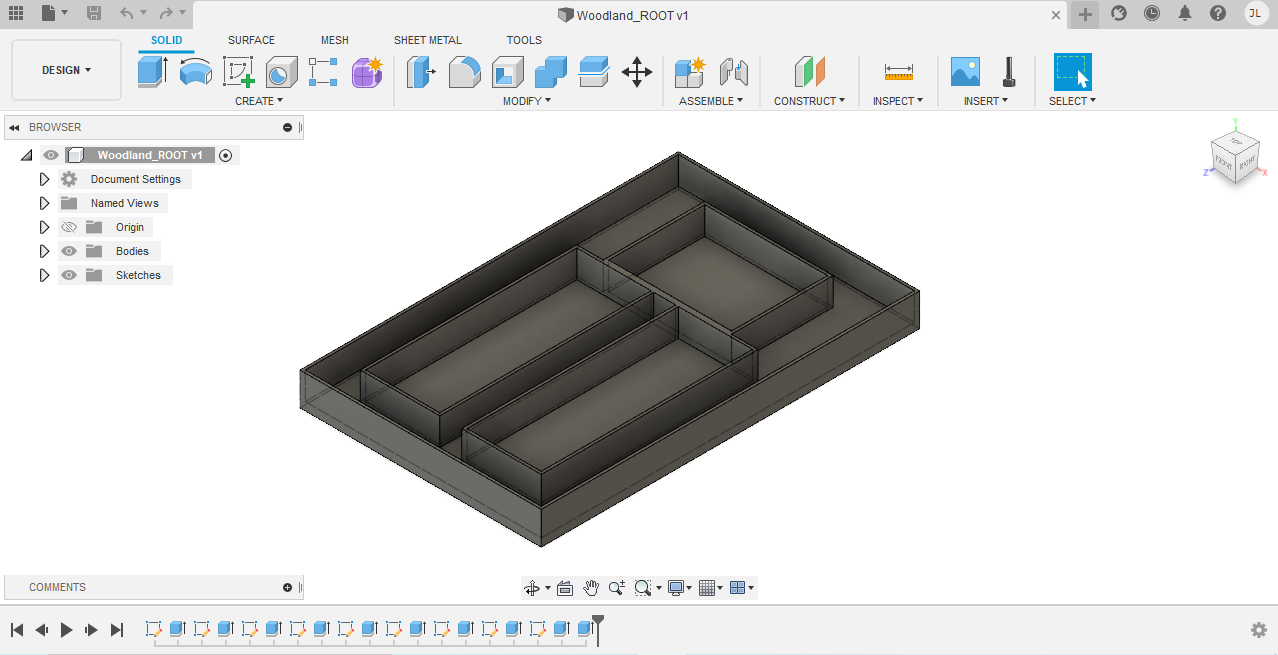 Woodland_ROOT v1
JL
SOLID SURFACE MESH SHEET METAL TOOLS
DESIGN
CREATE MODIFY ASSEMBLE CONSTRUCT INSPECT INSERT SELECT
BROWSER
Woodland_ROOT v1
Document Settings
Named Views
Origin
Bodies
Sketches
Y
TOP
FRONT RIGHT
Z X
COMMENTS